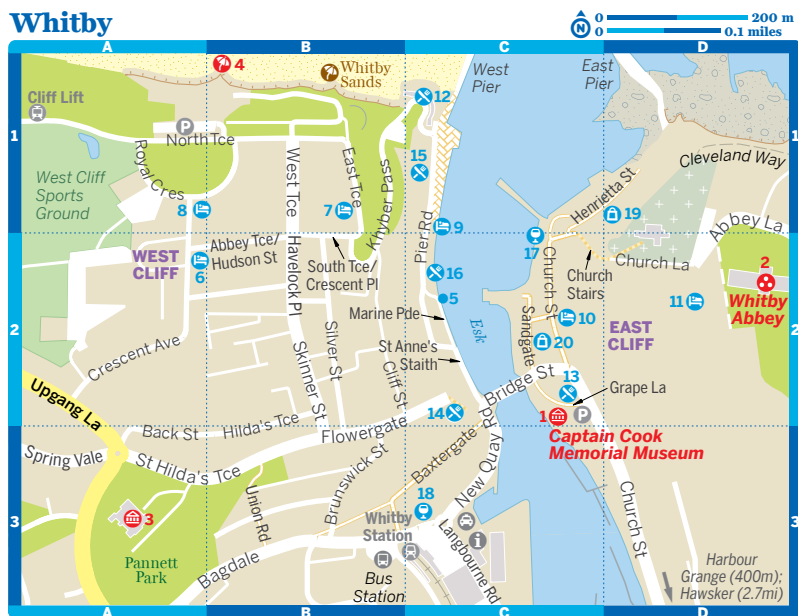 Whitby
N
0 200 m
0 0.1 miles
A B C D
1
2
3
1
2
3
A B C D
4
Whitby
Sands
West
Pier
East
Pier
Cliff Lift
P
North Tce
12
Royal Cres
West Cliff
Sports
Ground
West Tce
East Tce
Khyber Pass
15
Cleveland Way
Henrietta St
8
7
Pier Rd
9
19
Abbey La
WEST
CLIFF
6
Abbey Tce/
Hudson St
Havelock Pl
South Tce/
Crescent Pl
16
17
Church St
Church
Stairs
Church La
2
Whitby
Abbey
5
Marine Pde
Esk
11
10
EAST
CLIFF
Sandgate
20
Crescent Ave
Silver St
St Anne's
Staith
Skinner St
Cliff St
Bridge St
13
Grape La
Upgang La
14
1
P
Captain Cook
Memorial Museum
Back St
Hilda's Tce
Flowergate
Spring Vale
St Hilda's Tce
Baxtergate
New Quay Rd
Brunswick St
Union Rd
18
Church St
3
Whitby
Station
Langbourne Rd
i
Pannett
Park
Bagdale
Bus
Station
Harbour
Grange (400m);
Hawsker (2.7mi)